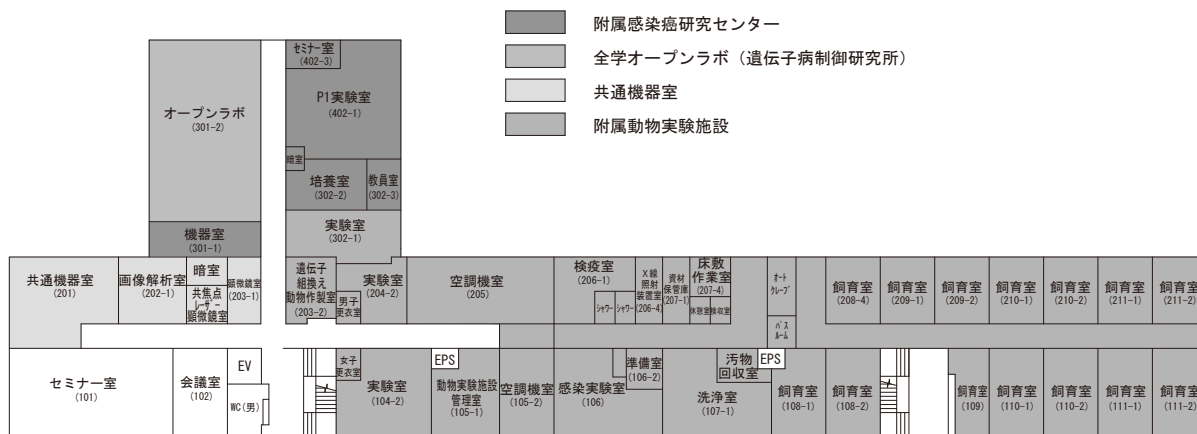 附属感染癌研究センター
全学オープンラボ（遺伝子病制御研究所）
共通機器室
附属動物実験施設
セミナー室
(402-3)
P1実験室
(402-1)
オープンラボ
(301-2)
暗室
培養室
(302-2)
教員室
(302-3)
機器室
(301-1)
実験室
(302-1)
共通機器室
(201)
画像解析室
(202-1)
暗室
共焦点
レーザー
顕微鏡室
顕微鏡室
(203-1)
遺伝子
組換え
動物作製室
(203-2)
実験室
(204-2)
男子
更衣室
空調機室
(205)
検疫室
(206-1)
シャワー
シャワー
X線
照射
装置室
(206-4)
資材
保管庫
(207-1)
床敷
作業室
(207-4)
休憩室
検収室
オート
クレーブ
パス
ルーム
飼育室
(208-4)
飼育室
(209-1)
飼育室
(209-2)
飼育室
(210-1)
飼育室
(210-2)
飼育室
(211-1)
飼育室
(211-2)
セミナー室
(101)
会議室
(102)
EV
WC(男)
女子
更衣室
実験室
(104-2)
EPS
動物実験施設
管理室
(105-1)
空調機室
(105-2)
感染実験室
(106)
準備室
(106-2)
汚物
回収室
EPS
洗浄室
(107-1)
飼育室
(108-1)
飼育室
(108-2)
飼育室
(109)
飼育室
(110-1)
飼育室
(110-2)
飼育室
(111-1)
飼育室
(111-2)